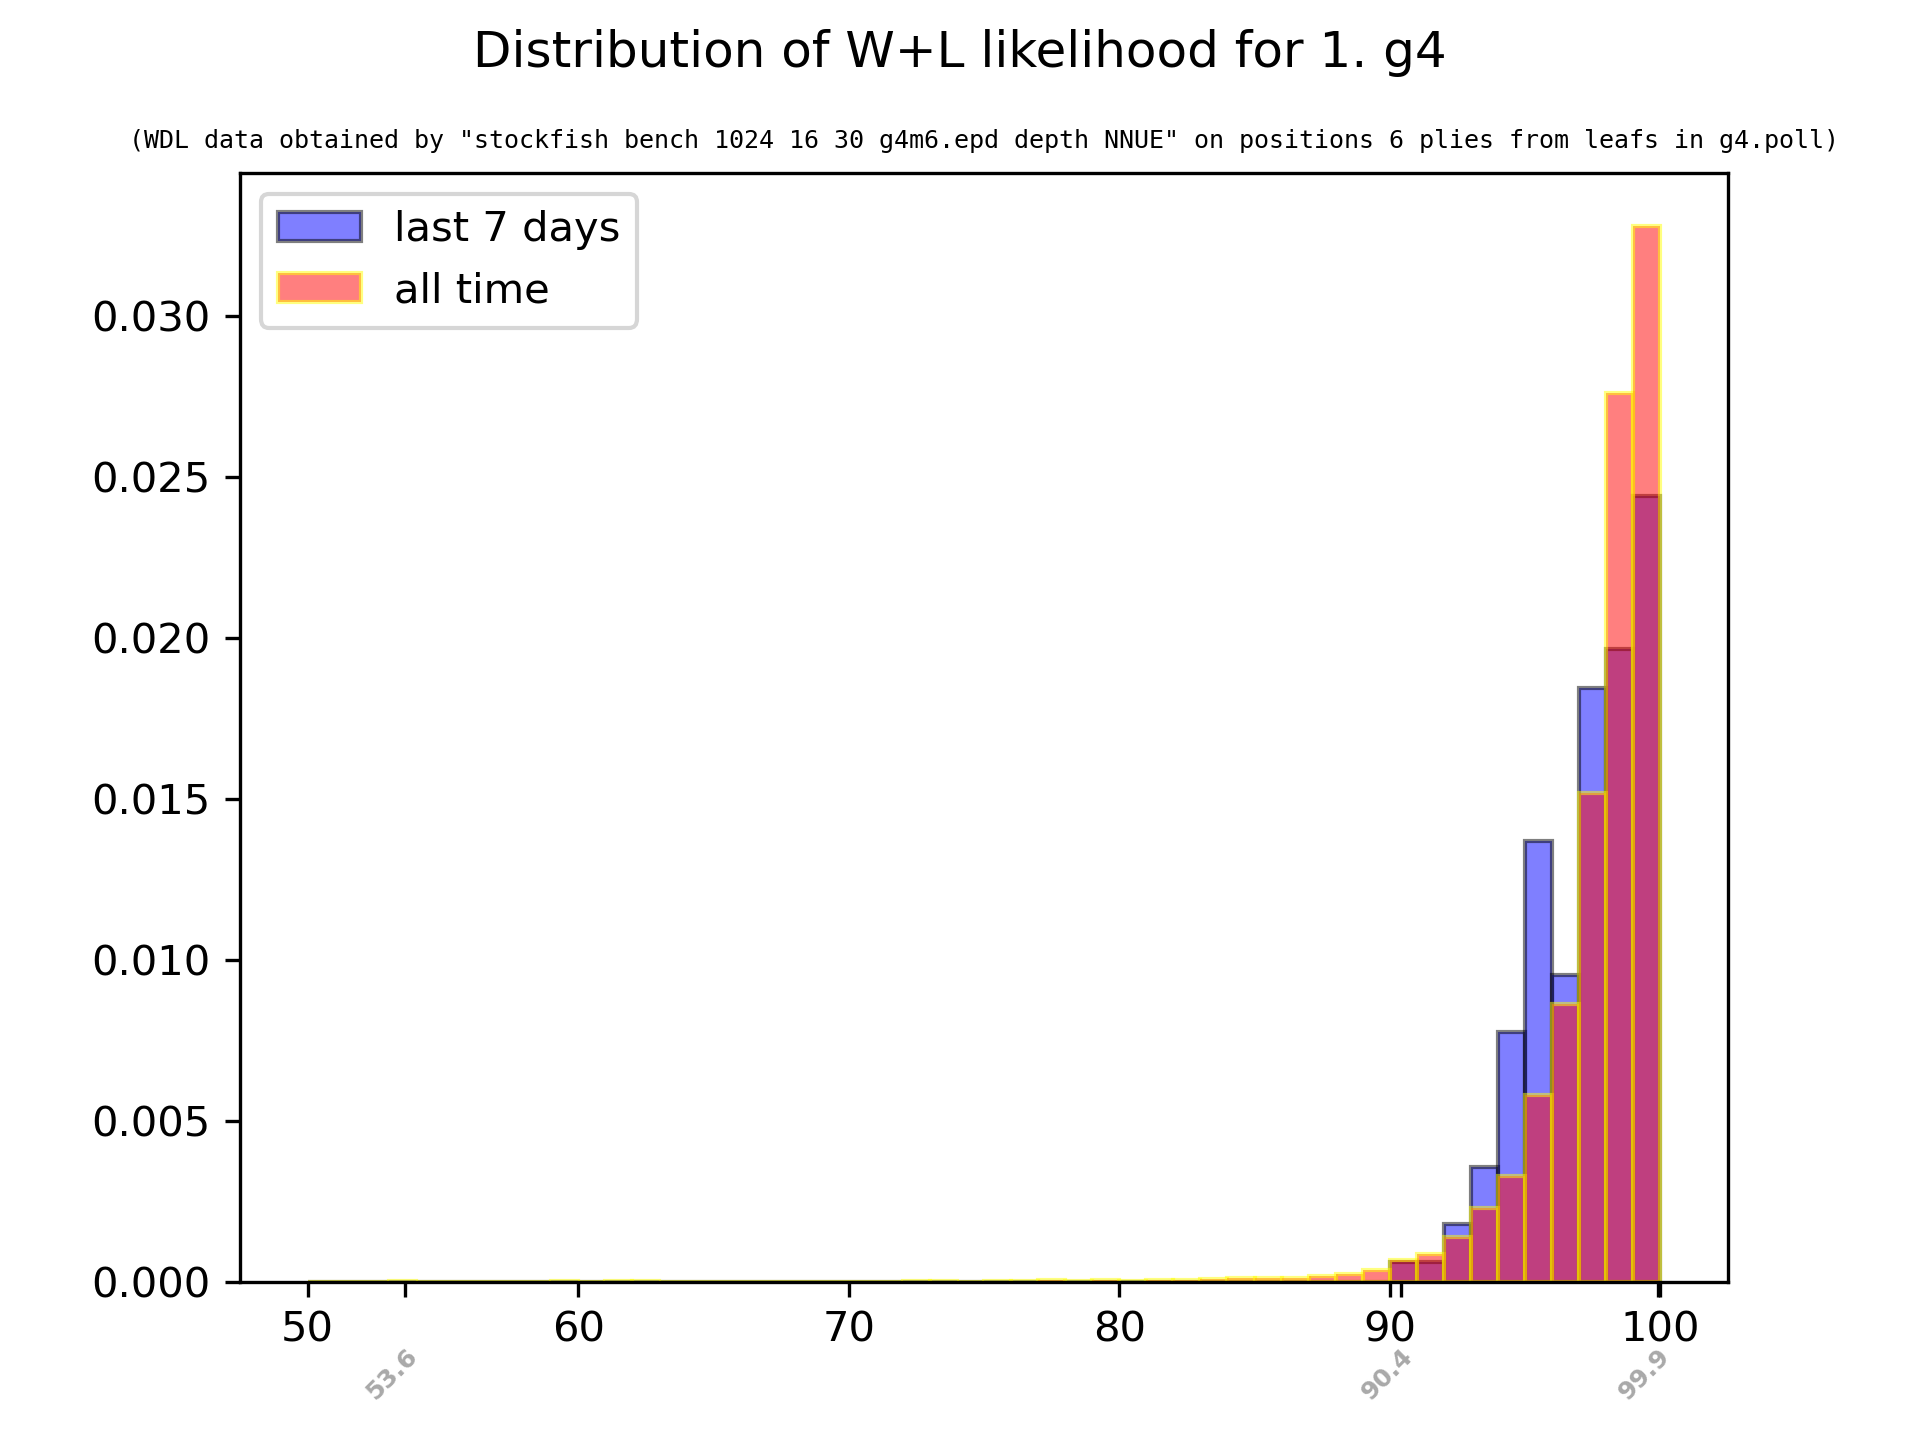 Distribution of W+L likelihood for 1. g4
(WDL data obtained by "stockfish bench 1024 16 30 g4m6.epd depth NNUE" on positions 6 plies from leafs in g4.poll)
last 7 days
all time
0.030
0.025
0.020
0.015
0.010
0.005
0.000
50 60 70 80 90 100
53.6 90.4 99.9